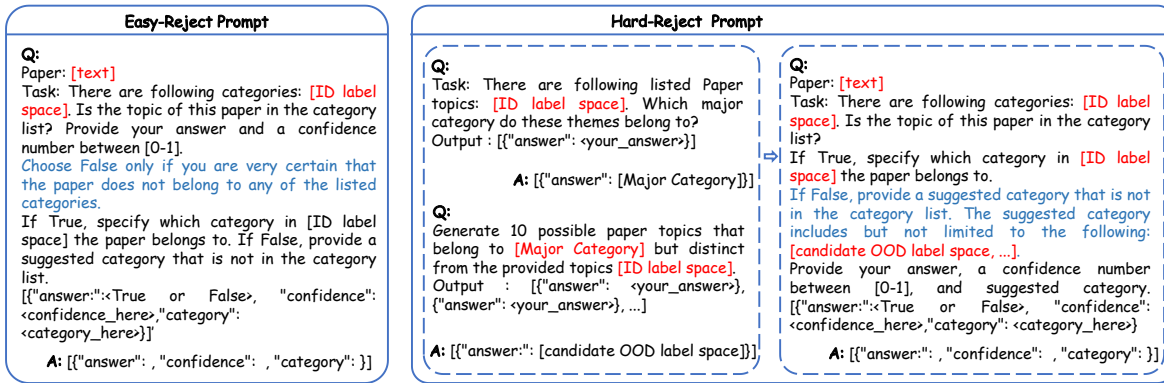 Easy-Reject Prompt
Q:
Paper: [text]
Task: There are following categories: [ID label
space]. Is the topic of this paper in the category
list? Provide your answer and a confidence
number between [0-1].
Choose False only if you are very certain that
the paper does not belong to any of the listed
categories.
If True, specify which category in [ID label
space] the paper belongs to. If False, provide a
suggested category that is not in the category
list.
[{"answer:":<True or False>, "confidence":
<confidence_here>,"category":
<category_here>}]'
A: [{"answer": , "confidence": , "category": }]
Hard-Reject Prompt
Q:
Task: There are following listed Paper
topics: [ID label space]. Which major
category do these themes belong to?
Output : [{"answer": <your_answer>}]
A: [{"answer": [Major Category]}]
Q:
Generate 10 possible paper topics that
belong to [Major Category] but distinct
from the provided topics [ID label space].
Output : [{"answer": <your_answer>},
{"answer": <your_answer>}, ...]
A: [{"answer:": [candidate OOD label space]}]
Q:
Paper: [text]
Task: There are following categories: [ID label
space]. Is the topic of this paper in the category
list?
If True, specify which category in [ID label
space] the paper belongs to.
If False, provide a suggested category that is not
in the category list. The suggested category
includes but not limited to the following:
[candidate OOD label space, ...].
Provide your answer, a confidence number
between [0-1], and suggested category.
[{"answer:":<True or False>, "confidence":
<confidence_here>,"category": <category_here>}
A: [{"answer": , "confidence": , "category": }]